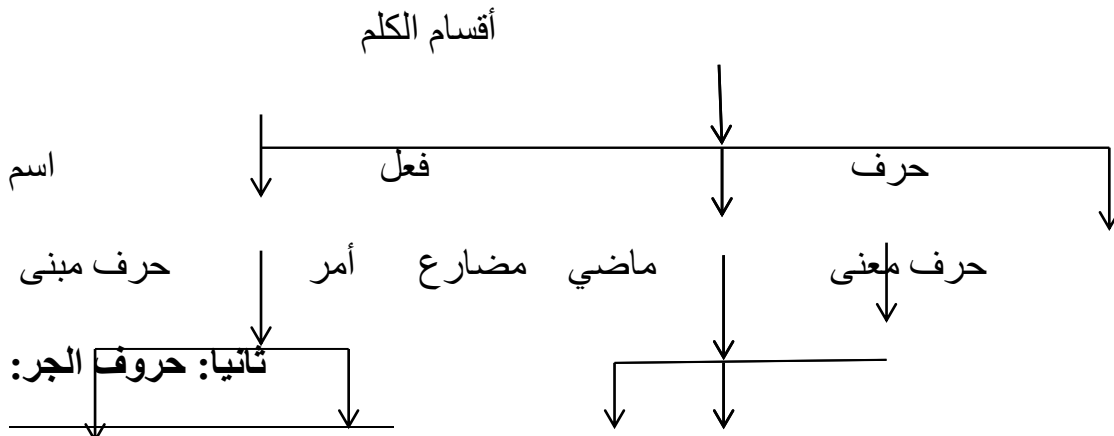 أقسام الكلم
حرف فعل اسم
حرف معنى ماضي مضارع أمر حرف مبنى
ثانيا: حروف الجر: